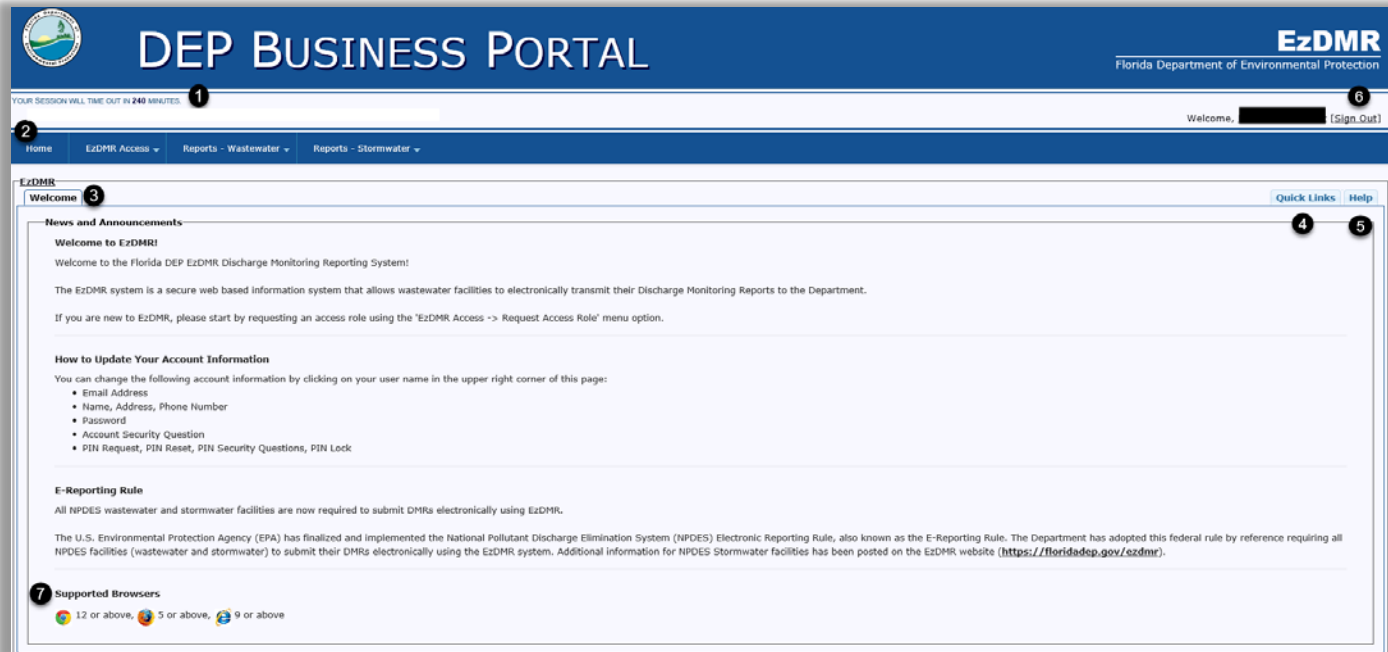 DEP BUSINESS PORTAL
EzDMR
Florida Department of Environmental Protection
YOUR SESSION WILL TIME OUT IN 240 MINUTES.
1
6
Welcome, [Sign Out]
2
Home EzDMR Access Reports - Wastewater Reports - Stormwater
EzDMR
Welcome 3
Quick Links Help
4 5
News and Announcements
Welcome to EzDMR!
Welcome to the Florida DEP EzDMR Discharge Monitoring Reporting System!
The EzDMR system is a secure web based information system that allows wastewater facilities to electronically transmit their Discharge Monitoring Reports to the Department.
If you are new to EzDMR, please start by requesting an access role using the 'EzDMR Access -> Request Access Role' menu option.
How to Update Your Account Information
You can change the following account information by clicking on your user name in the upper right corner of this page:
• Email Address
• Name, Address, Phone Number
• Password
• Account Security Question
• PIN Request, PIN Reset, PIN Security Questions, PIN Lock
E-Reporting Rule
All NPDES wastewater and stormwater facilities are now required to submit DMRs electronically using EzDMR.
The U.S. Environmental Protection Agency (EPA) has finalized and implemented the National Pollutant Discharge Elimination System (NPDES) Electronic Reporting Rule, also known as the E-Reporting Rule. The Department has adopted this federal rule by reference requiring all
NPDES facilities (wastewater and stormwater) to submit their DMRs electronically using the EzDMR system. Additional information for NPDES Stormwater facilities has been posted on the EzDMR website (https://floridadep.gov/ezdmr).
7 Supported Browsers
12 or above, 5 or above, 9 or above